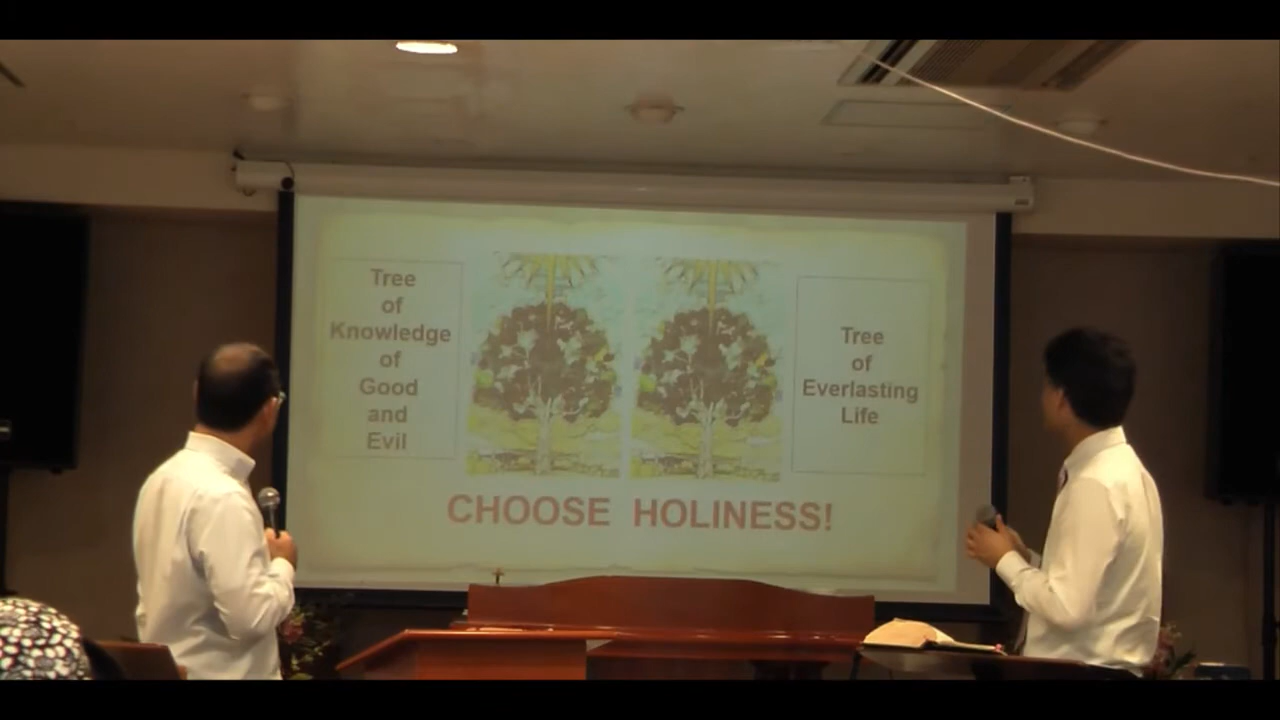 Tree
of
Knowledge
of
Good
and
Evil
Tree
of
Everlasting
Life
CHOOSE HOLINESS!